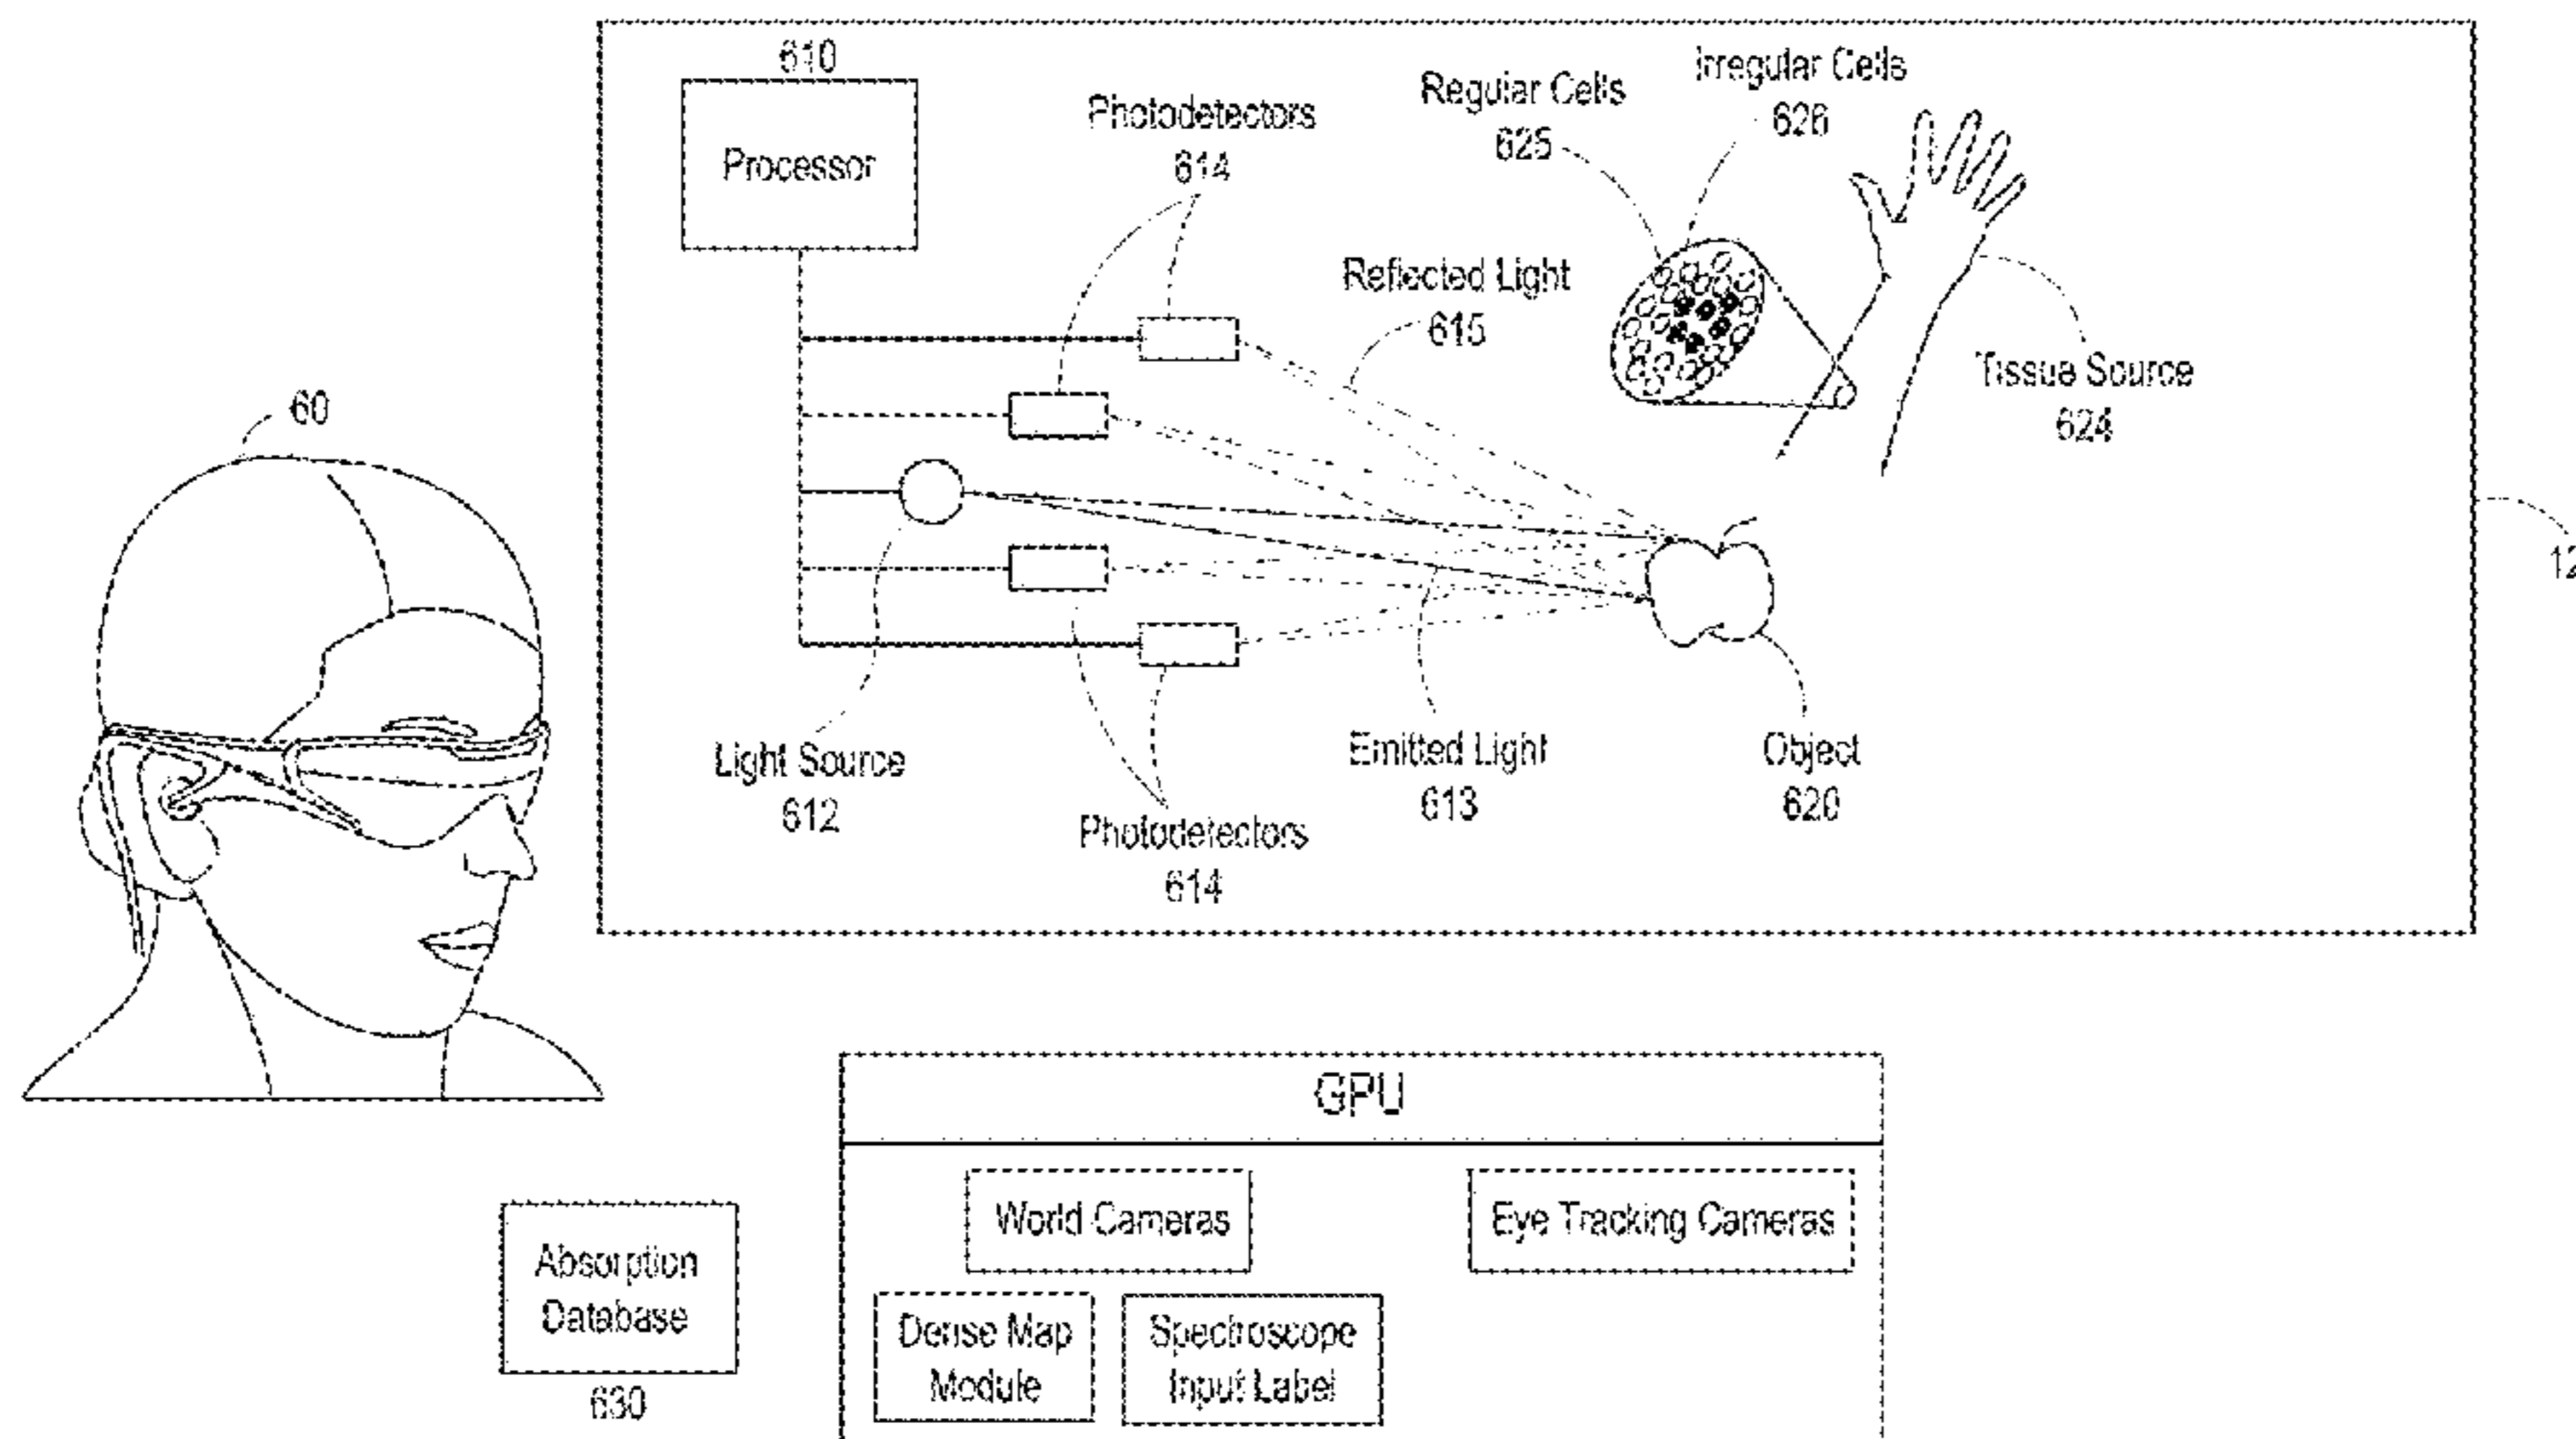 610
Processor
Photodetectors
614
Regular Cells
625
Irregular Cells
626
Reflected Light
615
Tissue Source
624
60
12
Light Source
612
Photodetectors
614
Emitted Light
613
Object
620
GPU
World Cameras
Eye Tracking Cameras
Absorption
Database
630
Dense Map
Module
Spectroscope
Input Label